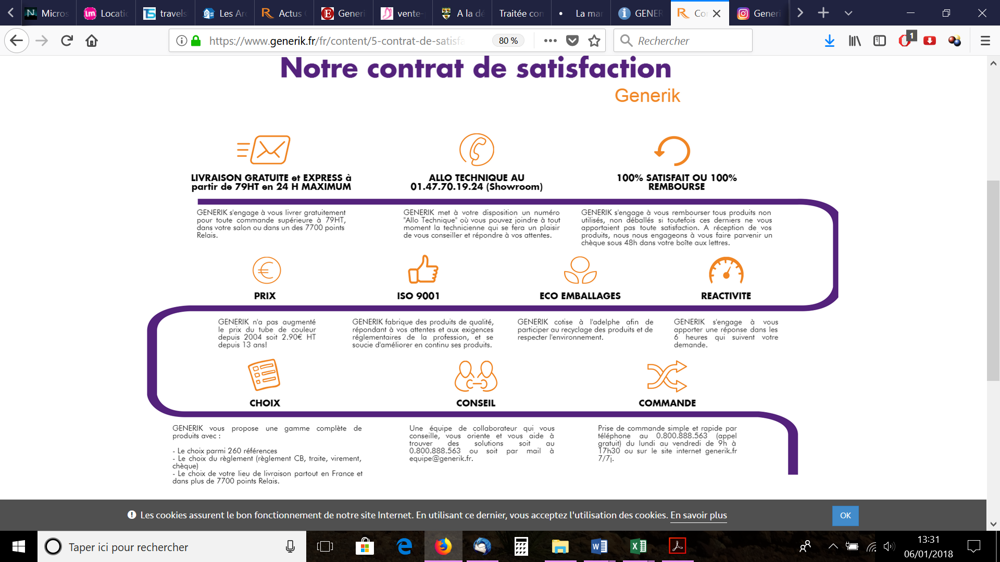 Micros
Locatio
travels
Les Ar
Actus
Generi
vente-
A la dé
Traitée con
La mar
GENER
Co
Generi
https://www.generik.fr/fr/content/5-contrat-de-satisfa
80 %
Rechercher
1
Notre contrat de satisfaction
Generik
LIVRAISON GRATUITE et EXPRESS à
partir de 79HT en 24 H MAXIMUM
ALLO TECHNIQUE AU
01.47.70.19.24 (Showroom)
100% SATISFAIT OU 100%
REMBOURSE
GENERIK s'engage à vous livrer gratuitement
pour toute commande supérieure à 79HT,
dans votre salon ou dans un des 7700 points
Relais.
GENERIK met à votre disposition un numéro
"Allo Technique" où vous pouvez joindre à tout
moment la technicienne qui se fera un plaisir
de vous conseiller et répondre à vos attentes.
GENERIK s'engage à vous rembourser tous produits non
utilisés, non déballés si toutefois ces derniers ne vous
apportaient pas toute satisfaction. A réception de vos
produits, nous nous engageons à vous faire parvenir un
chèque sous 48h dans votre boîte aux lettres.
PRIX
ISO 9001
ECO EMBALLAGES
REACTIVITE
GENERIK n'a pas augmenté
le prix du tube de couleur
depuis 2004 soit 2.90€ HT
depuis 13 ans!
GENERIK fabrique des produits de qualité,
répondant à vos attentes et aux exigences
réglementaires de la profession, et se
soucie d'améliorer en continu ses produits.
GENERIK cotise à l'adelphe afin de
participer au recyclage des produits et de
respecter l'environnement.
GENERIK s'engage à vous
apporter une réponse dans les
6 heures qui suivent votre
demande.
CHOIX
CONSEIL
COMMANDE
GENERIK vous propose une gamme complète de
produits avec :
- Le choix parmi 260 références
- Le choix du règlement (règlement CB, traite, virement,
chèque)
- Le choix de votre lieu de livraison partout en France et
dans plus de 7700 points Relais.
Une équipe de collaborateur qui vous
conseille, vous oriente et vous aide à
trouver des solutions soit au
0.800.888.563 ou soit par mail à
equipe@generik.fr.
Prise de commande simple et rapide par
téléphone au 0.800.888.563 (appel
gratuit) du lundi au vendredi de 9h à
17h30 ou sur le site internet generik.fr
7/7j.
Les cookies assurent le bon fonctionnement de notre site Internet. En utilisant ce dernier, vous acceptez l'utilisation des cookies. En savoir plus
OK
Taper ici pour rechercher
13:31
06/01/2018